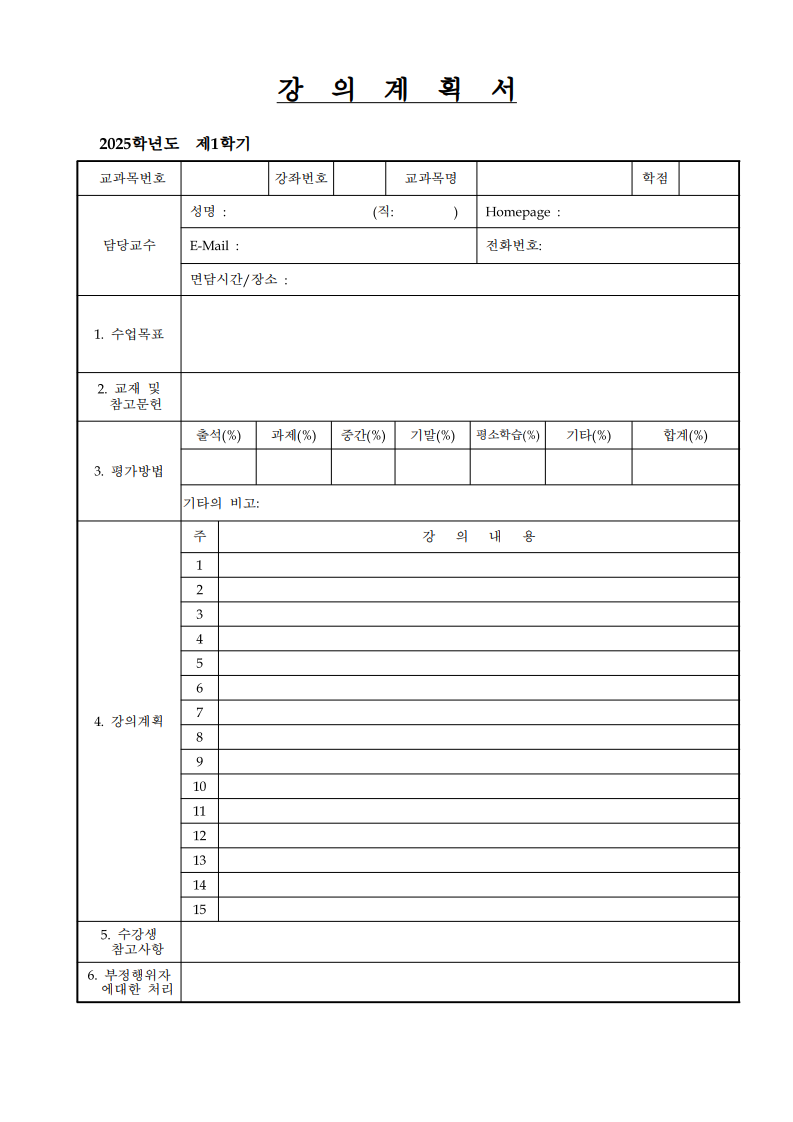 강 의 계 획 서
2025학년도 제1학기
교과목번호 강좌번호 교과목명 학점
담당교수
성명 : (직: ) Homepage :
E-Mail : 전화번호:
면담시간/장소 :
1. 수업목표
2. 교재 및
참고문헌
3. 평가방법
출석(%) 과제(%) 중간(%) 기말(%) 평소학습(%) 기타(%) 합계(%)
기타의 비고:
4. 강의계획
주 강 의 내 용
1
2
3
4
5
6
7
8
9
10
11
12
13
14
15
5. 수강생
참고사항
6. 부정행위자
에대한 처리